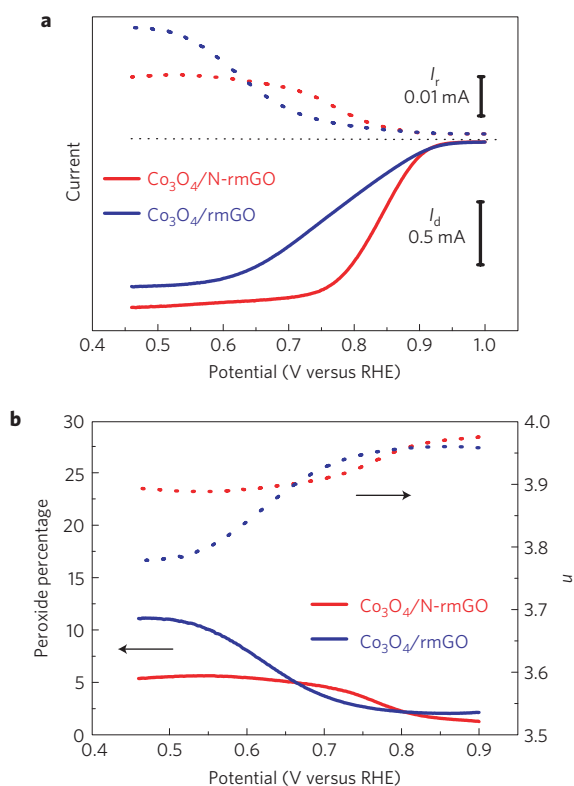 a
I_r
0.01 mA
Current
Co₃O₄/N-rmGO
Co₃O₄/rmGO
I_d
0.5 mA
0.4 0.5 0.6 0.7 0.8 0.9 1.0
Potential (V versus RHE)
b
30
25
20
15
10
5
0
Peroxide percentage
4.0
3.9
3.8
3.7
3.6
3.5
n
Co₃O₄/N-rmGO
Co₃O₄/rmGO
0.4 0.5 0.6 0.7 0.8 0.9
Potential (V versus RHE)